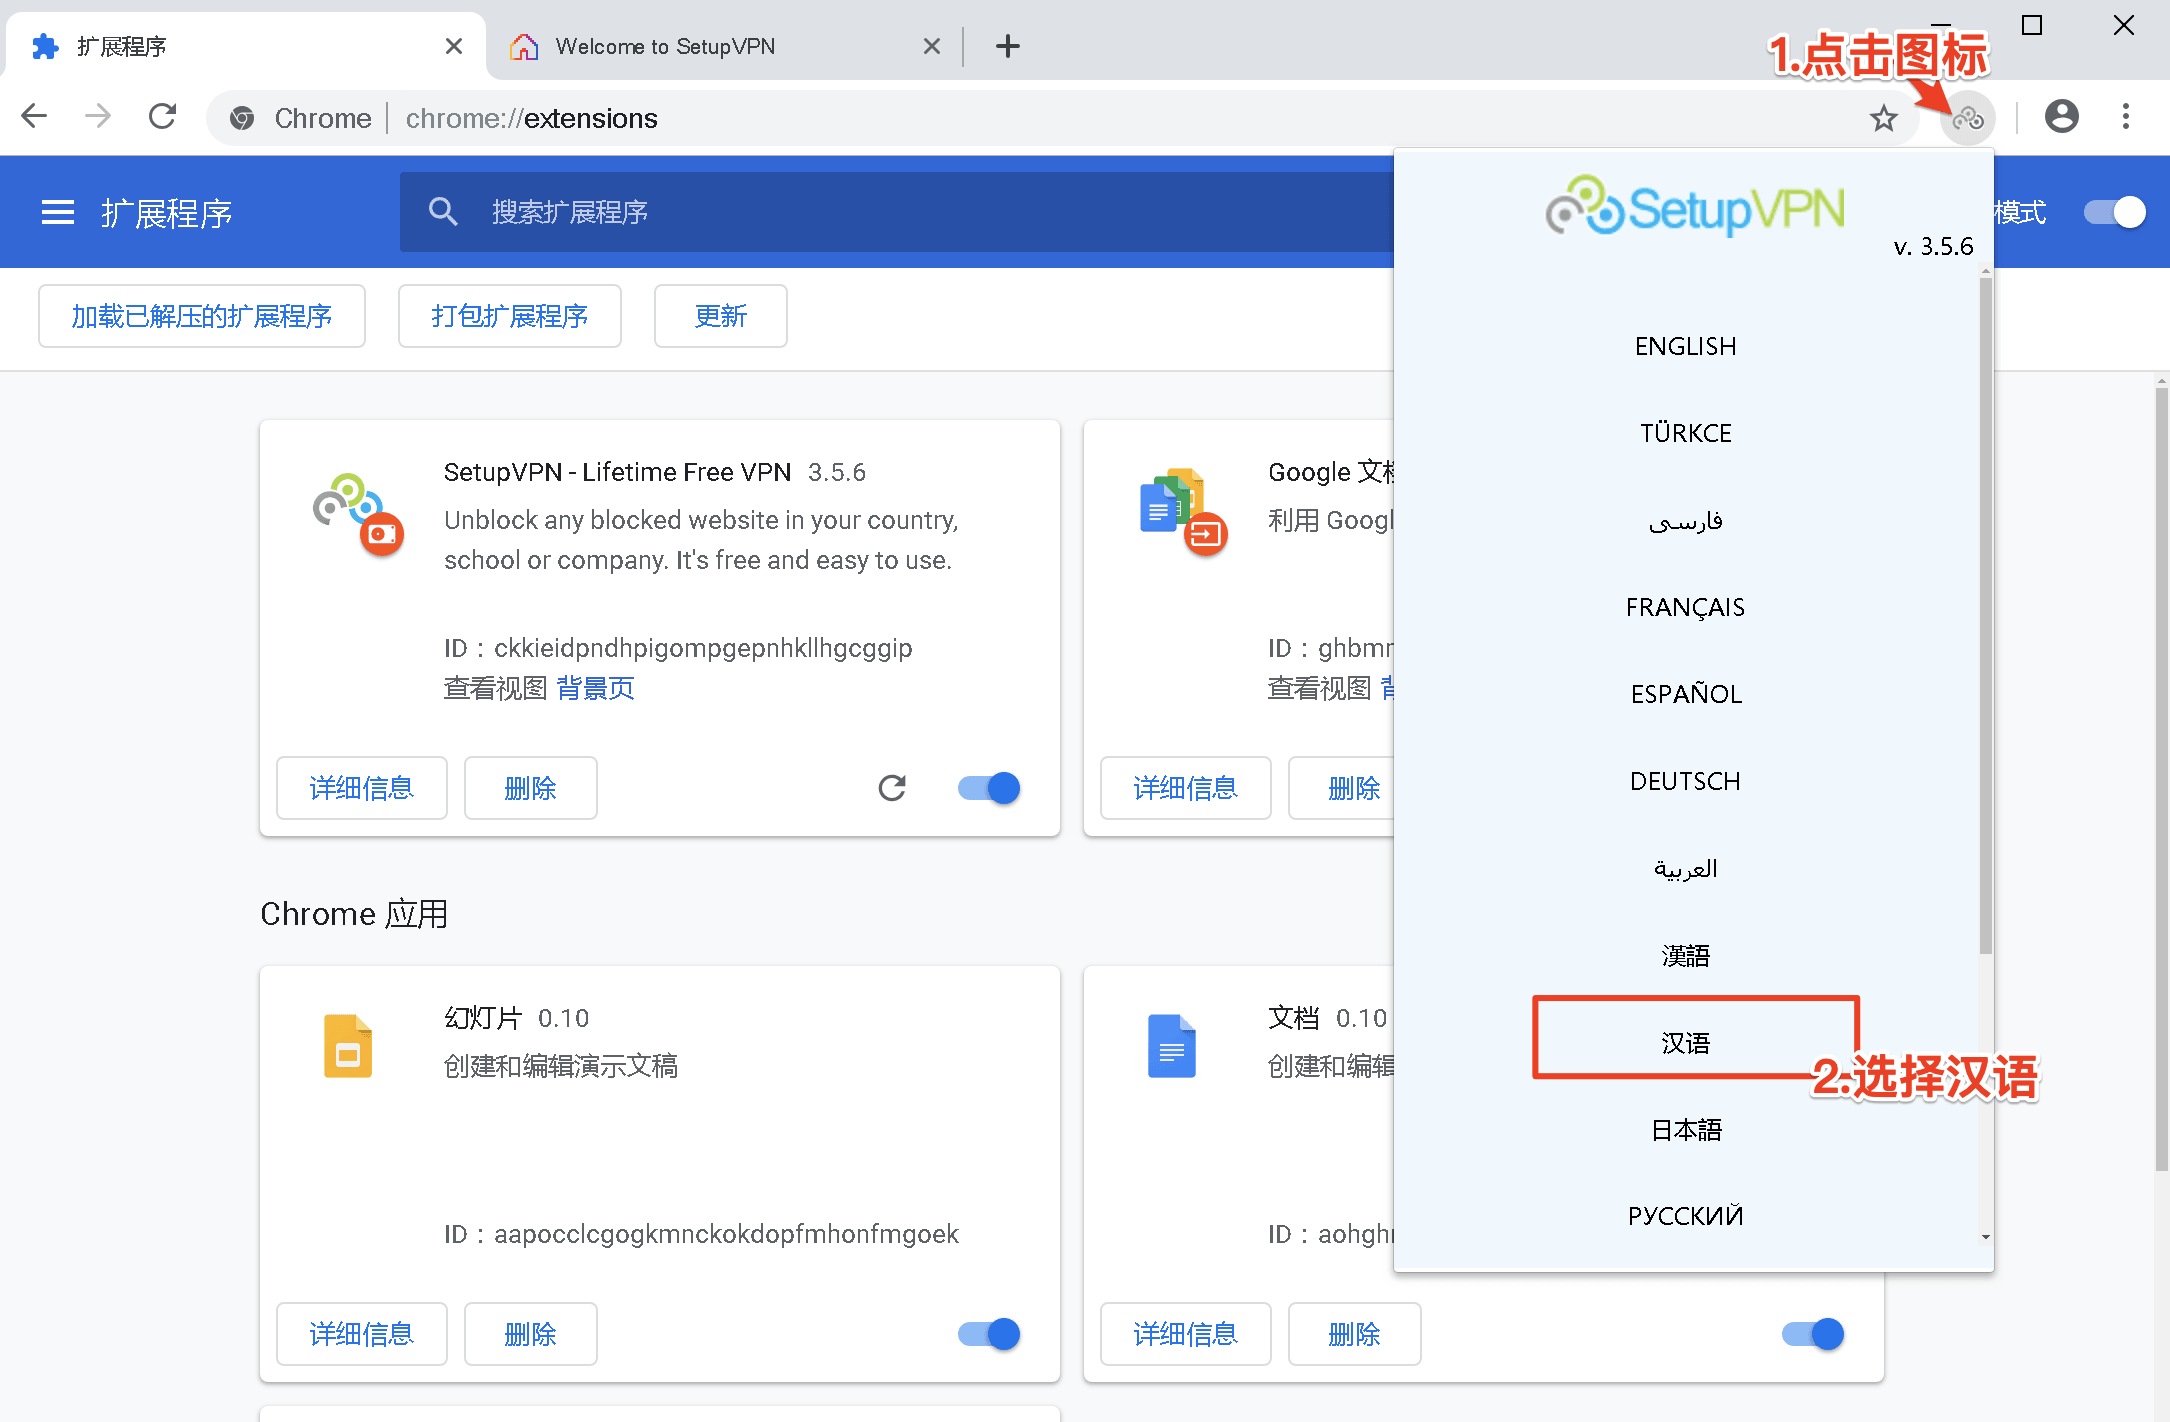 扩展程序
Welcome to SetupVPN
1.点击图标
Chrome
chrome://extensions
扩展程序
搜索扩展程序
模式
加载已解压的扩展程序
打包扩展程序
更新
SetupVPN
v. 3.5.6
ENGLISH
TÜRKCE
فارسی
FRANÇAIS
ESPAÑOL
DEUTSCH
العربية
漢語
汉语
2.选择汉语
日本語
РУССКИЙ
SetupVPN - Lifetime Free VPN 3.5.6
Unblock any blocked website in your country,
school or company. It's free and easy to use.
ID：ckkieidpndhpigompgepnhkllhgcggip
查看视图 背景页
详细信息
删除
Google 文档
利用 Googl
ID：ghbmn
查看视图 背
详细信息
删除
Chrome 应用
幻灯片 0.10
创建和编辑演示文稿
ID：aapocclcgogkmnckokdopfmhonfmgoek
详细信息
删除
文档 0.10
创建和编辑
ID：aohghr
详细信息
删除